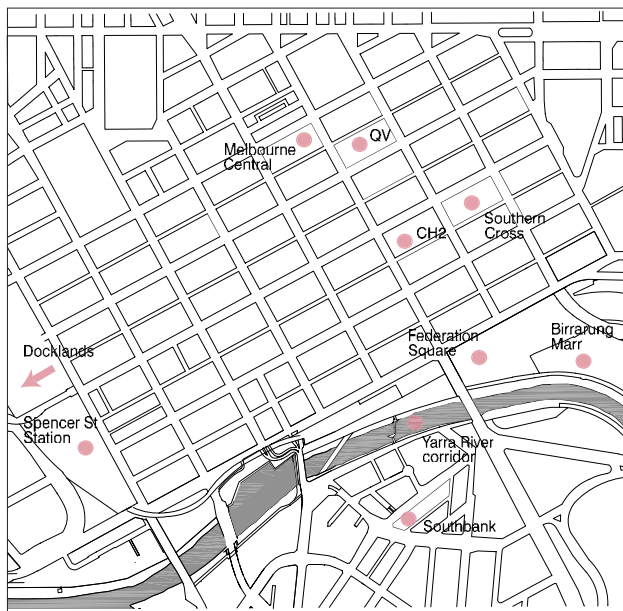 QV
Melbourne
Central
Southern
Cross
CH2
Federation
Square
Birrarung
Marr
Docklands
Spencer St
Station
Yarra River
corridor
Southbank